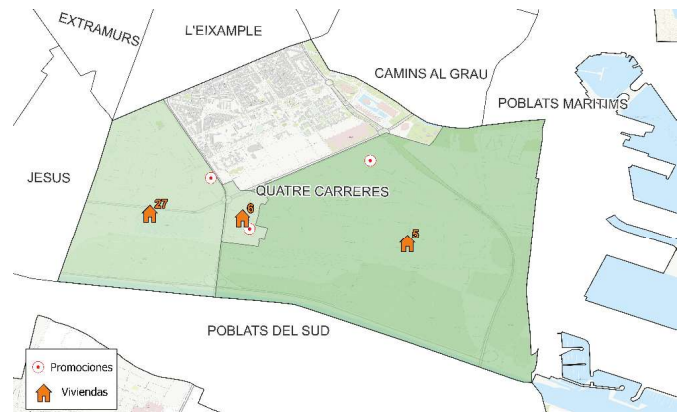 EXTRAMURS
L'EIXAMPLE
CAMINS AL GRAU
POBLATS MARITIMS
JESUS
QUATRE CARRERES
27
6
5
POBLATS DEL SUD
Promociones
Viviendas